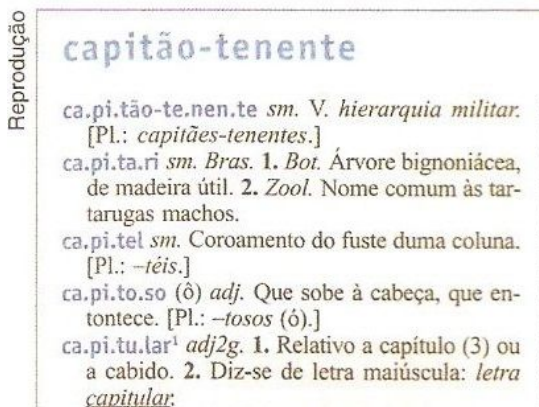 Reprodução
capitão-tenente
ca.pi.tão-te.nen.te sm. V. hierarquia militar.
[Pl.: capitães-tenentes.]
ca.pi.ta.ri sm. Bras. 1. Bot. Árvore bignoniácea,
de madeira útil. 2. Zool. Nome comum às tar-
tarugas machos.
ca.pi.tel sm. Coroamento do fuste duma coluna.
[Pl.: –téis.]
ca.pi.to.so (ô) adj. Que sobe à cabeça, que en-
tontece. [Pl.: –tosos (ó).]
ca.pi.tu.lar¹ adj2g. 1. Relativo a capítulo (3) ou
a cabido. 2. Diz-se de letra maiúscula: letra
capitular.